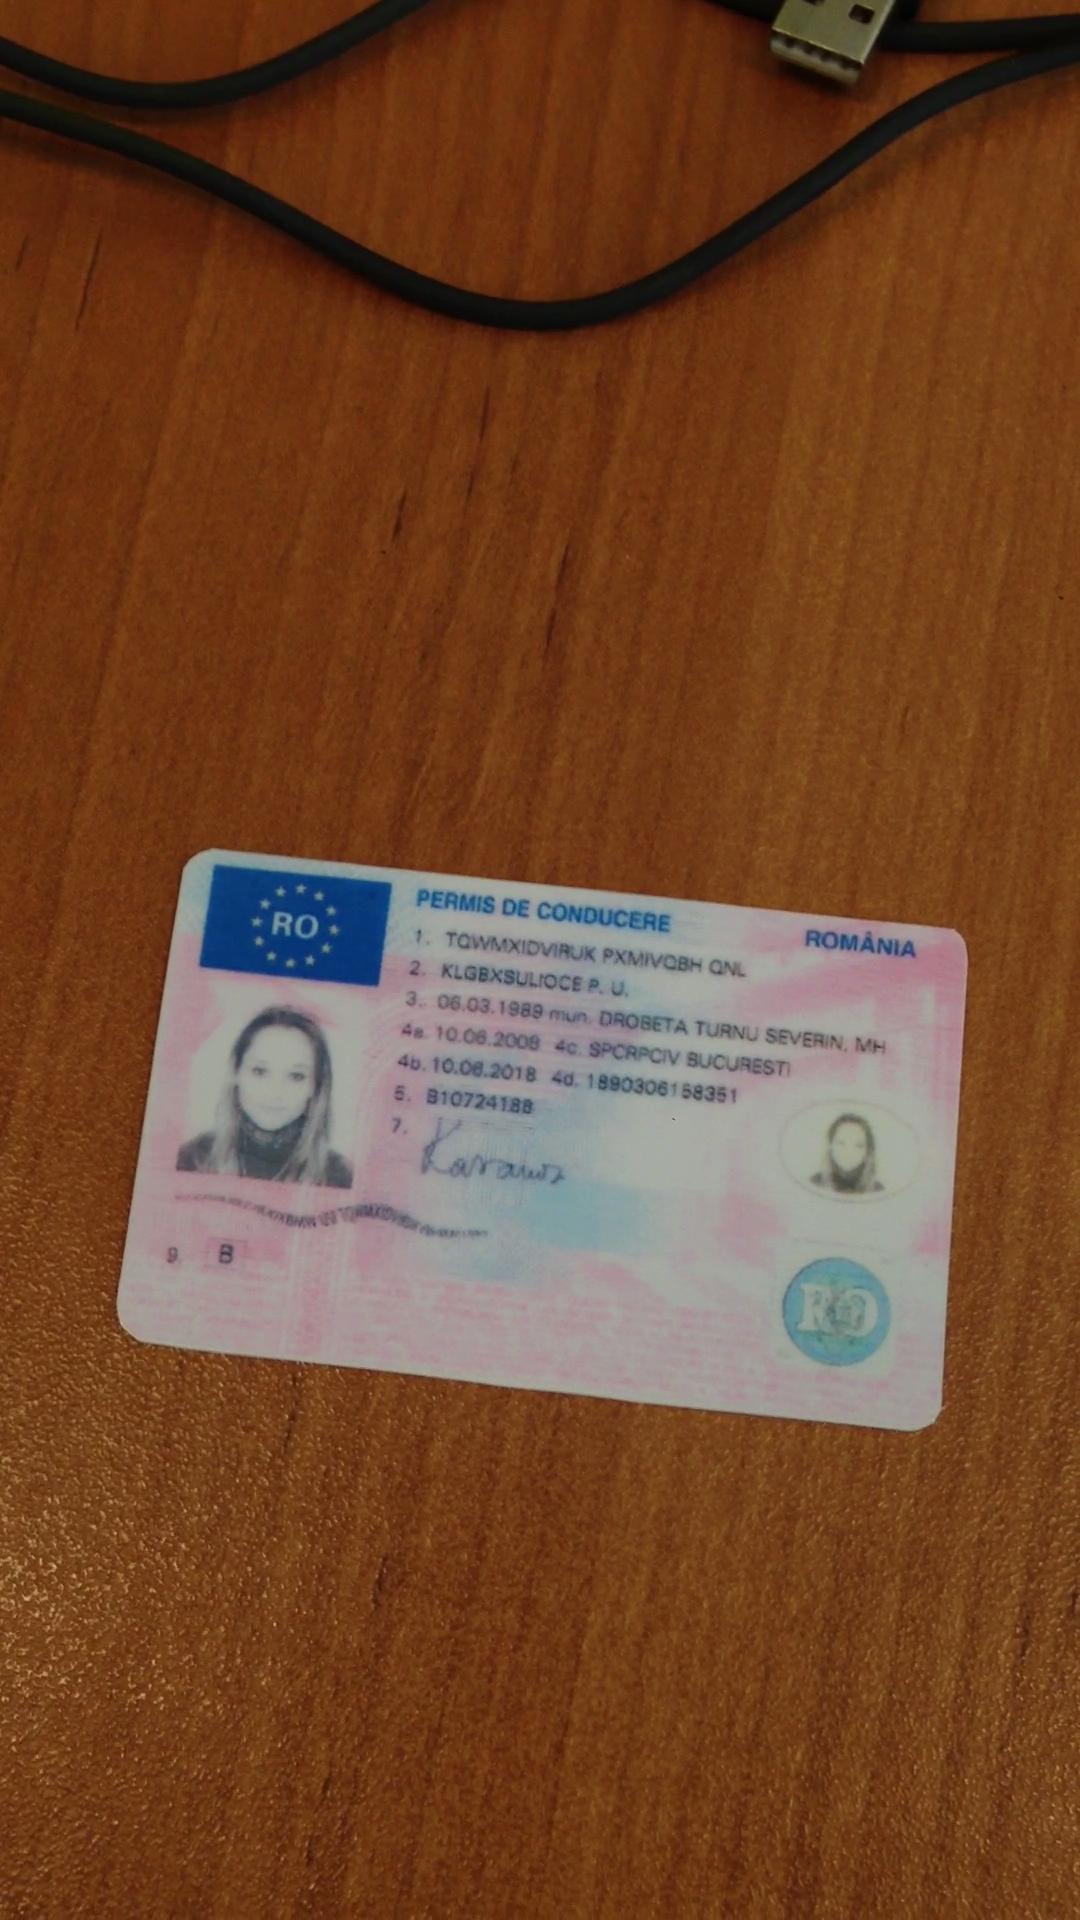 RO
PERMIS DE CONDUCERE
ROMÂNIA
1. TQWMXIDVIRUK PXMIVQBH QNL
2. KLGBXSULIOCE P. U.
3. 06.03.1989 mun. DROBETA TURNU SEVERIN, MH
4a. 10.06.2008 4c. SPCRPCIV BUCURESTI
4b. 10.06.2018 4d. 1890306158351
5. B10724188
7.
9. B
RO